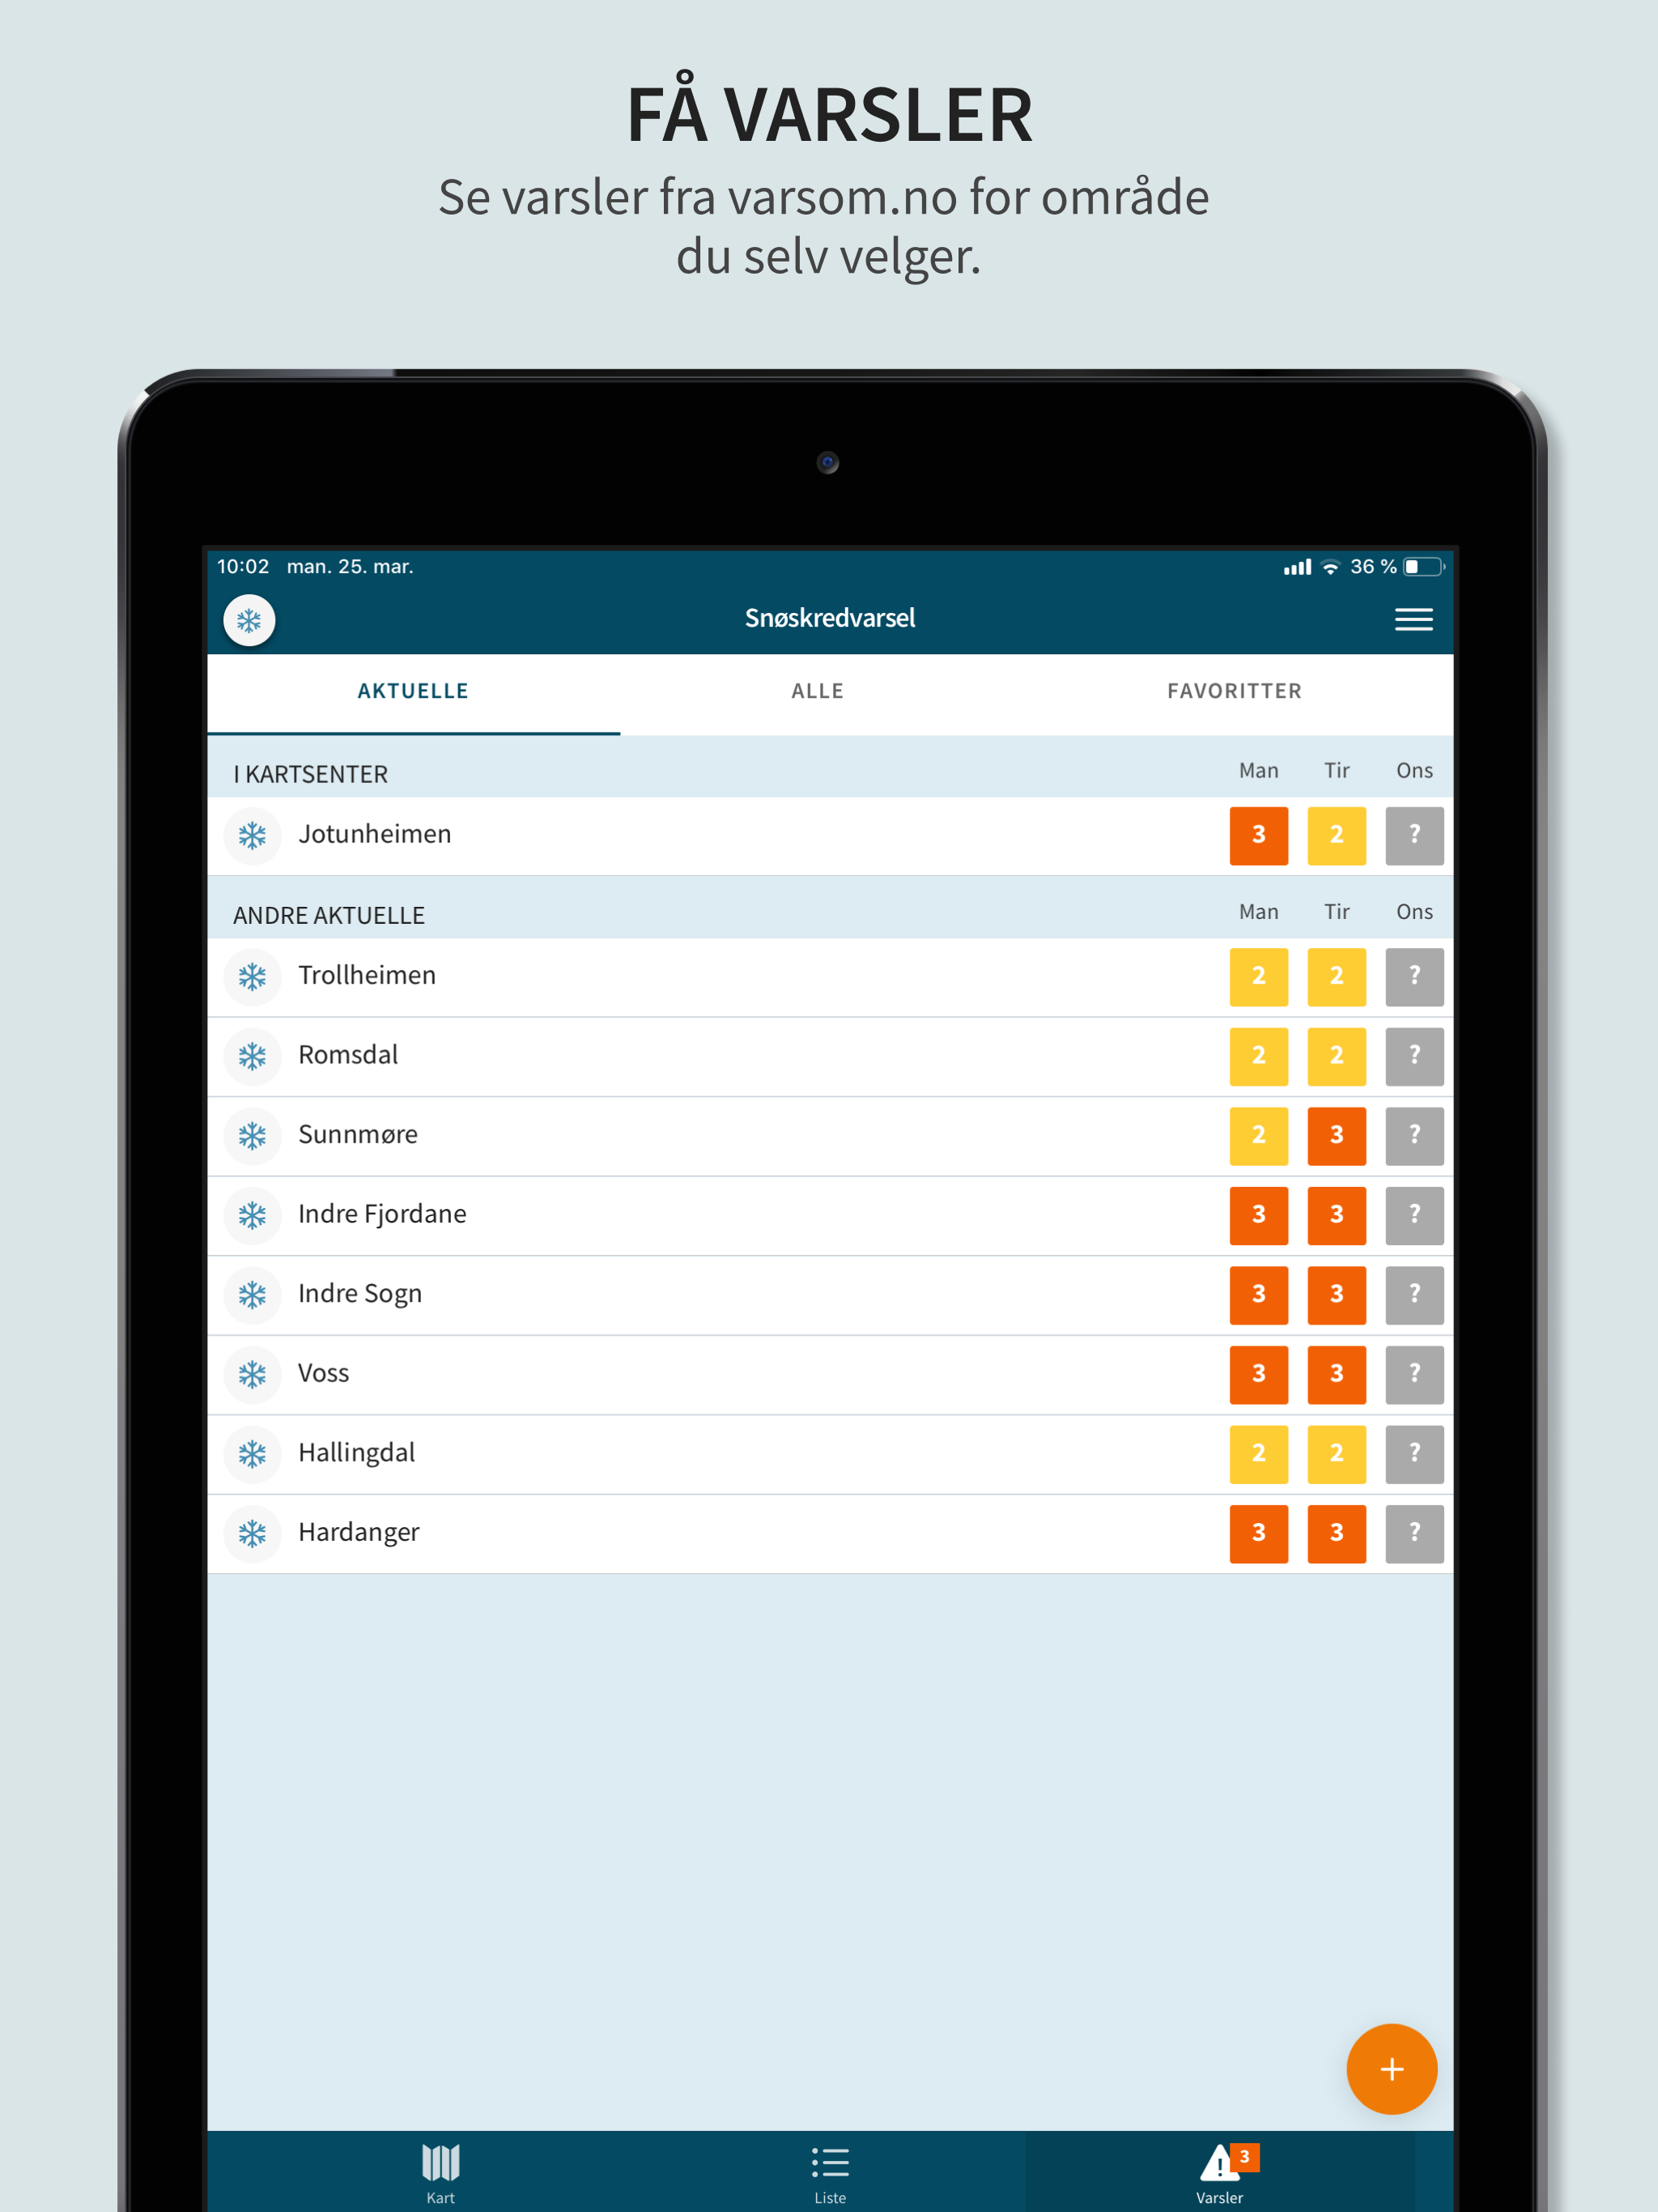 FÅ VARSLER
Se varsler fra varsom.no for område
du selv velger.
10:02 man. 25. mar. 36 %
Snøskredvarsel
AKTUELLE ALLE FAVORITTER
I KARTSENTER Man Tir Ons
Jotunheimen 3 2 ?
ANDRE AKTUELLE Man Tir Ons
Trollheimen 2 2 ?
Romsdal 2 2 ?
Sunnmøre 2 3 ?
Indre Fjordane 3 3 ?
Indre Sogn 3 3 ?
Voss 3 3 ?
Hallingdal 2 2 ?
Hardanger 3 3 ?
+
3
Kart Liste Varsler